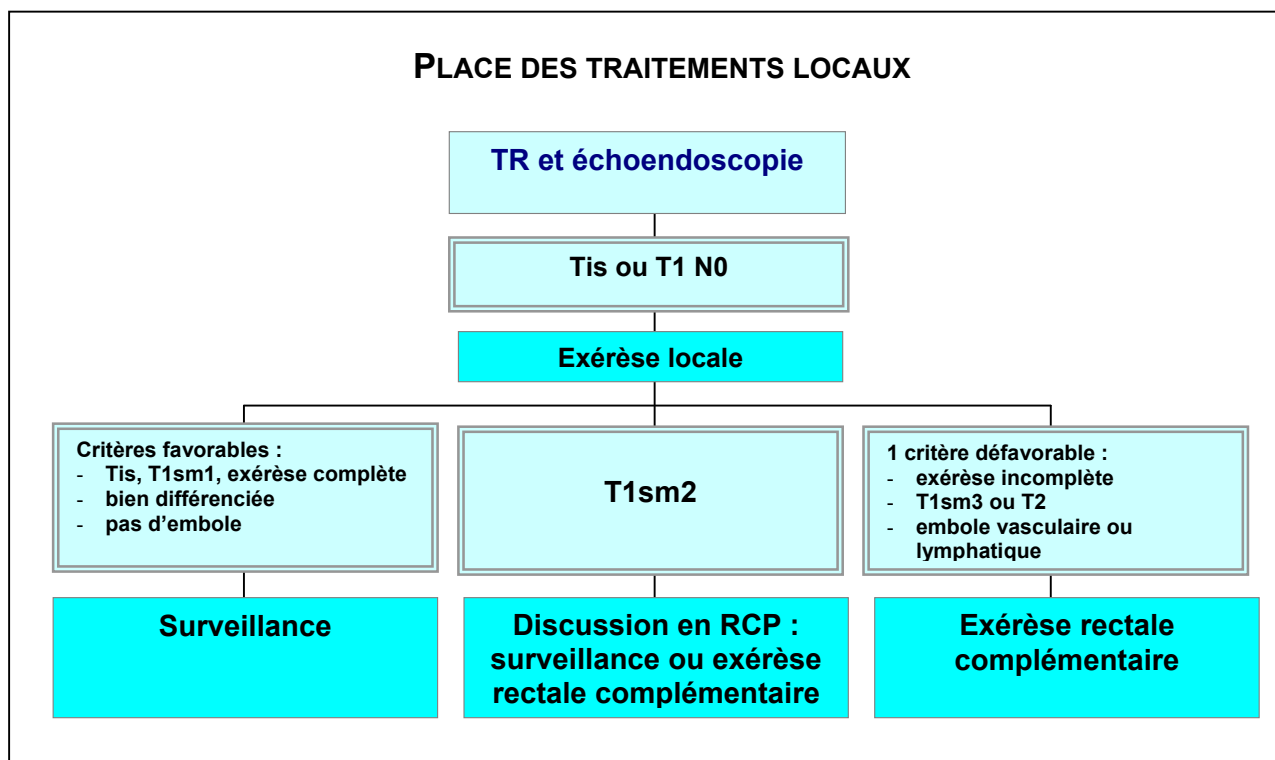 PLACE DES TRAITEMENTS LOCAUX
TR et échoendoscopie
Tis ou T1 N0
Exérèse locale
Critères favorables :
- Tis, T1sm1, exérèse complète
- bien différenciée
- pas d'embole
T1sm2
1 critère défavorable :
- exérèse incomplète
- T1sm3 ou T2
- embole vasculaire ou
lymphatique
Surveillance
Discussion en RCP :
surveillance ou exérèse
rectale complémentaire
Exérèse rectale
complémentaire